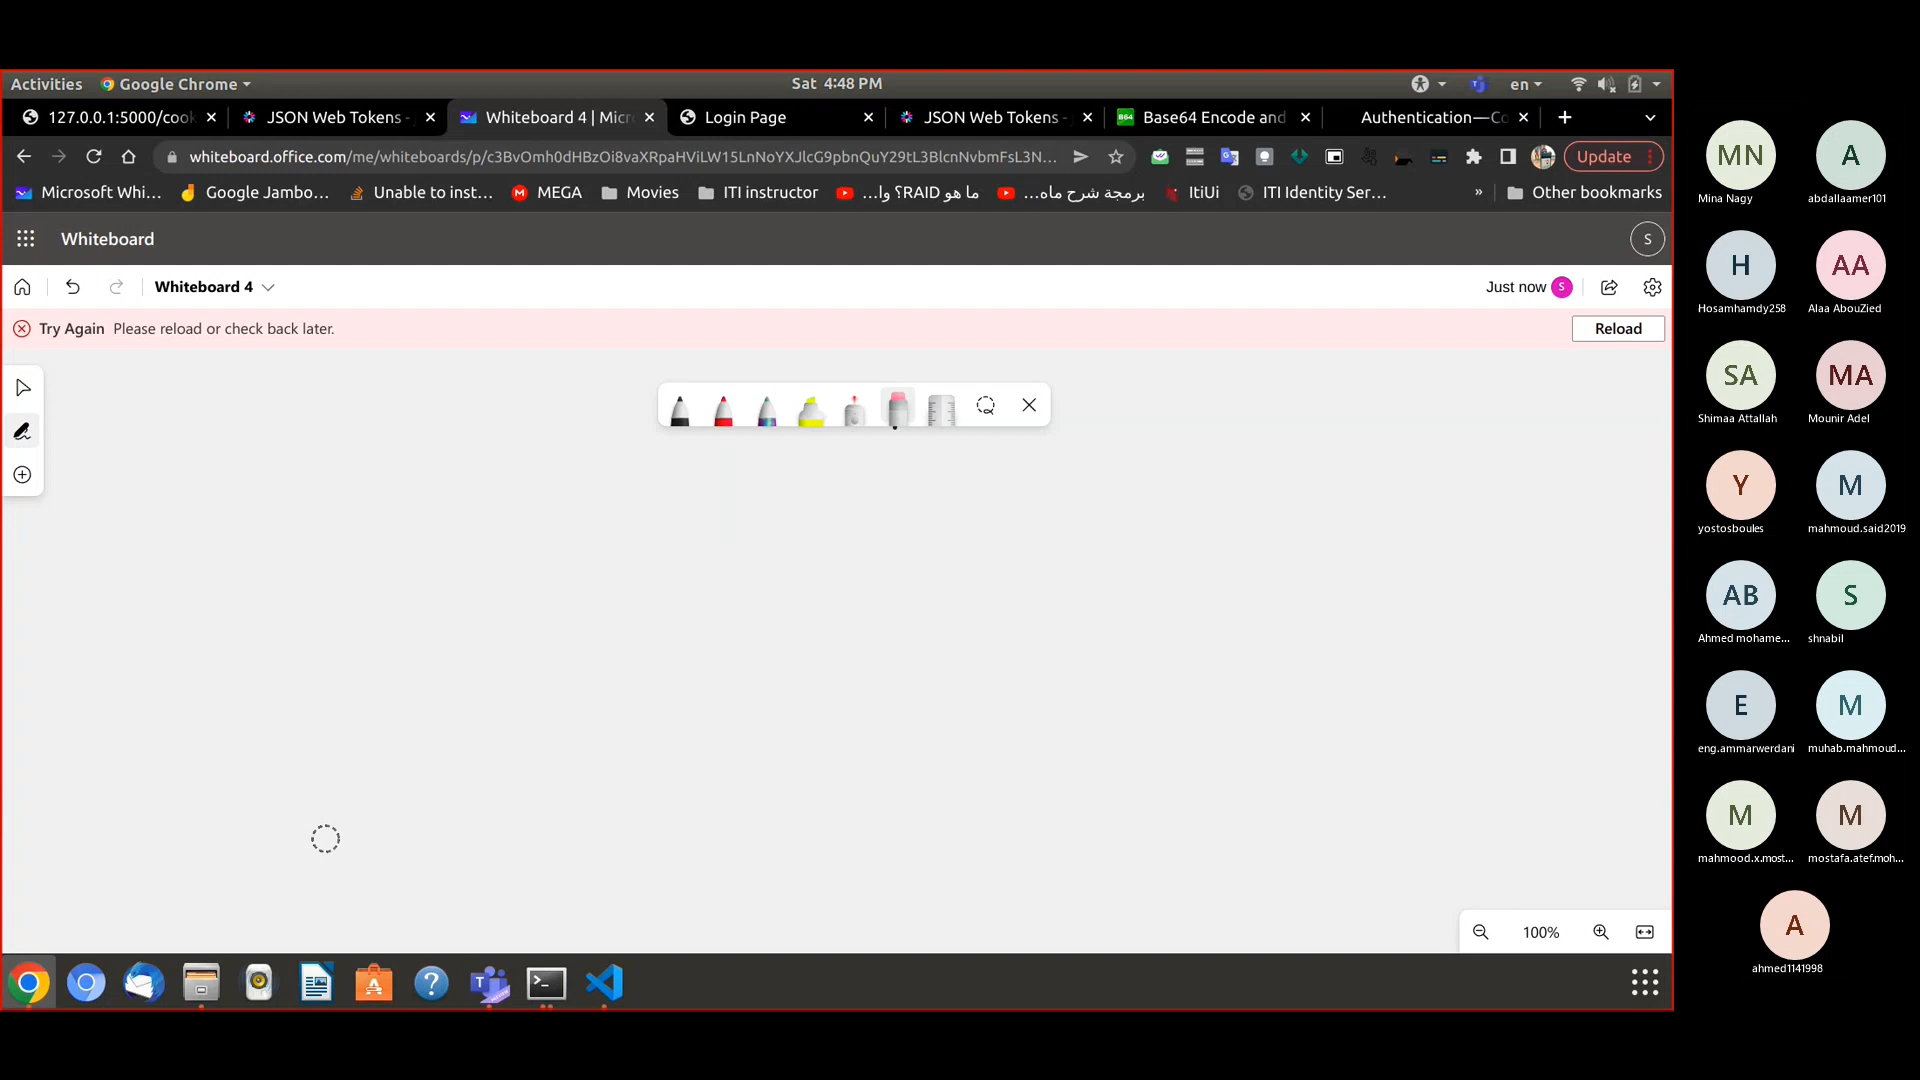 Activities Google Chrome Sat 4:48 PM en
127.0.0.1:5000/cook JSON Web Tokens - Whiteboard 4 | Micr Login Page JSON Web Tokens - Base64 Encode and Authentication — Co
whiteboard.office.com/me/whiteboards/p/c3BvOmh0dHBzOi8vaXRpaHViLW15LnNoYXJlcG9pbnQuY29tL3BlcnNvbmFsL3N... Update
Microsoft Whi... Google Jambo... Unable to inst... MEGA Movies ITI instructor ما هو RAID؟ وا... برمجة شرح ماه... ItiUi ITI Identity Ser... » Other bookmarks
Whiteboard S
Whiteboard 4 Just now S
Try Again Please reload or check back later. Reload
100%
MN A
Mina Nagy abdallaamer101
H AA
Hosamhamdy258 Alaa AbouZied
SA MA
Shimaa Attallah Mounir Adel
Y M
yostosboules mahmoud.said2019
AB S
Ahmed mohame... shnabil
E M
eng.ammarwerdani muhab.mahmoud...
M M
mahmood.x.most... mostafa.atef.moh...
A
ahmed1141998